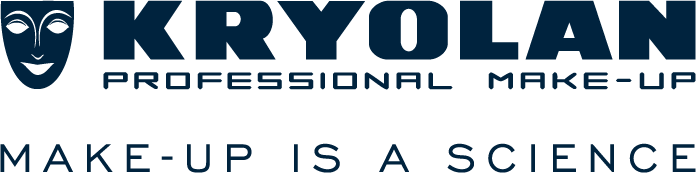 KRYOLAN
PROFESSIONAL MAKE-UP
MAKE-UP IS A SCIENCE